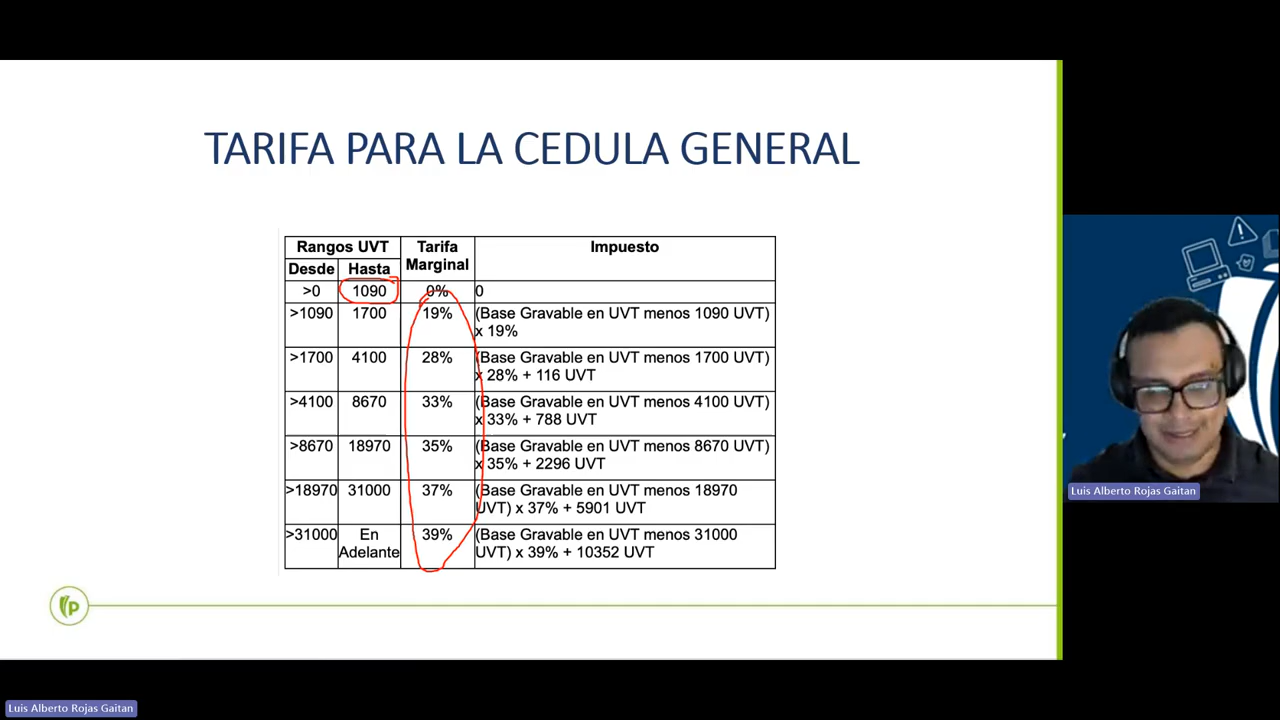 TARIFA PARA LA CEDULA GENERAL
Rangos UVT Tarifa Marginal Impuesto
Desde Hasta
>0 1090 0% 0
>1090 1700 19% (Base Gravable en UVT menos 1090 UVT)
x 19%
>1700 4100 28% (Base Gravable en UVT menos 1700 UVT)
x 28% + 116 UVT
>4100 8670 33% (Base Gravable en UVT menos 4100 UVT)
x 33% + 788 UVT
>8670 18970 35% (Base Gravable en UVT menos 8670 UVT)
x 35% + 2296 UVT
>18970 31000 37% (Base Gravable en UVT menos 18970
UVT) x 37% + 5901 UVT
>31000 En Adelante 39% (Base Gravable en UVT menos 31000
UVT) x 39% + 10352 UVT
P
Luis Alberto Rojas Gaitan
Luis Alberto Rojas Gaitan